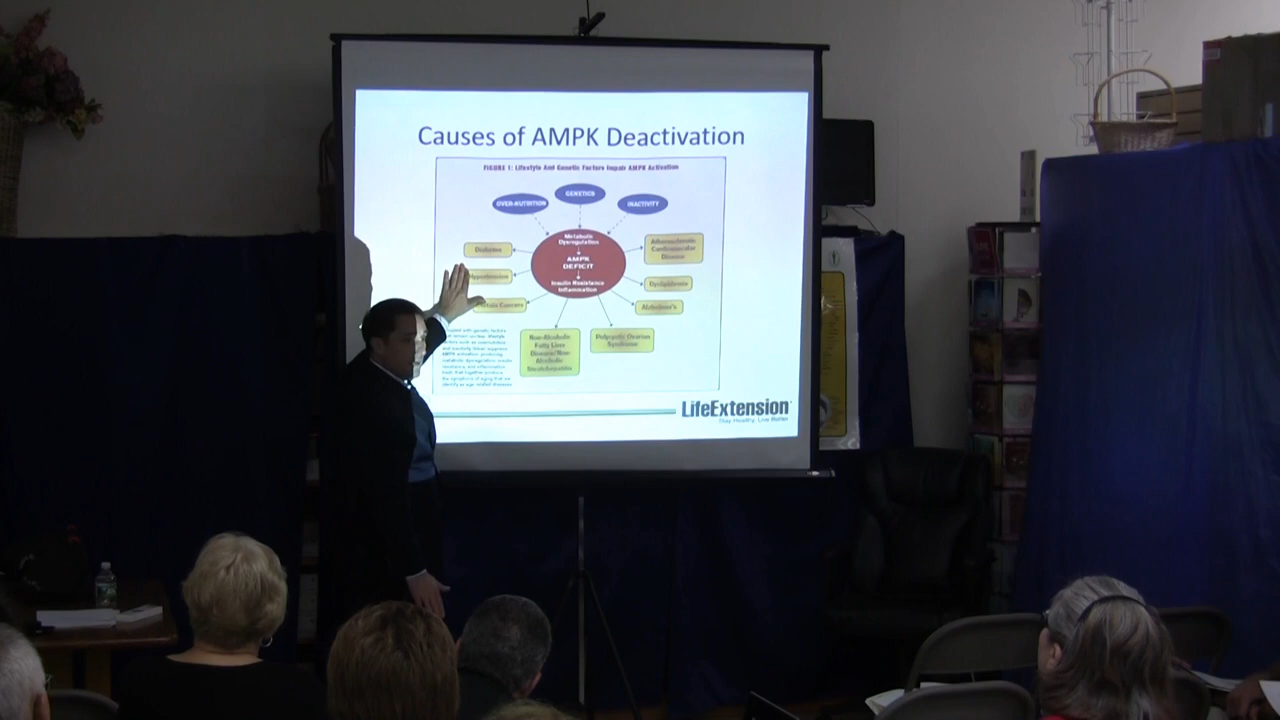 Causes of AMPK Deactivation
FIGURE 1: Lifestyle And Genetic Factors Impair AMPK Activation
GENETICS
OVER-NUTRITION
INACTIVITY
Metabolic
Dysregulation
AMPK
DEFICIT
Insulin Resistance
Inflammation
Diabetes
Hypertension
Cancers
Atherosclerotic
Cardiovascular
Disease
Dyslipidemia
Alzheimer's
Non-Alcoholic
Fatty Liver
Disease/Non-
Alcoholic
Steatohepatitis
Polycystic Ovarian
Syndrome
LifeExtension
Stay Healthy, Live Better